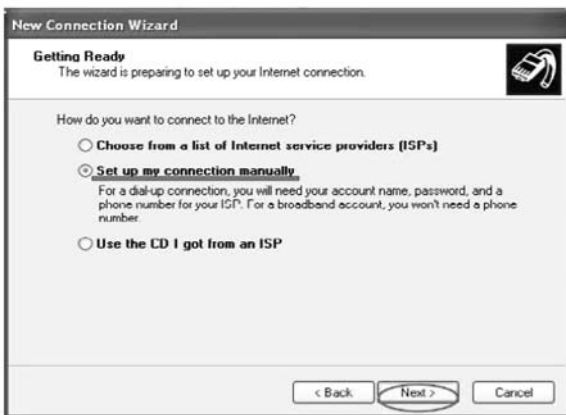 New Connection Wizard
Getting Ready
The wizard is preparing to set up your Internet connection.
How do you want to connect to the Internet?
Choose from a list of Internet service providers (ISPs)
Set up my connection manually
For a dial-up connection, you will need your account name, password, and a
phone number for your ISP. For a broadband account, you won't need a phone
number.
Use the CD I got from an ISP
< Back
Next >
Cancel